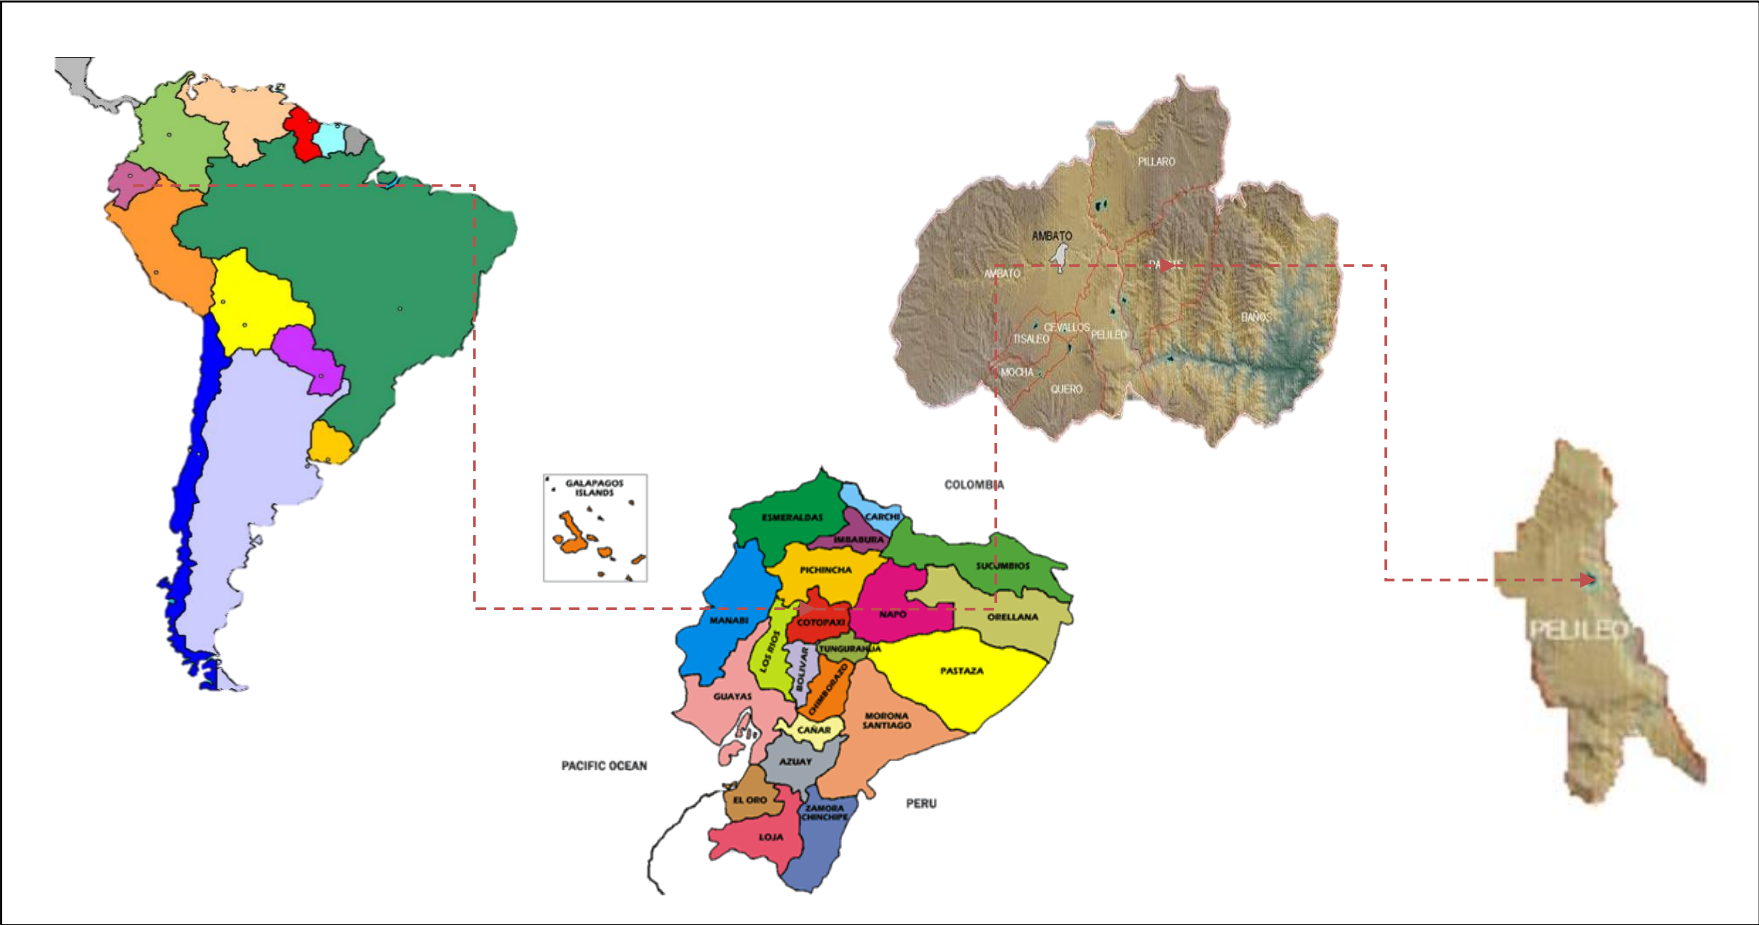 PILLARO
AMBATO
AMBATO
BAÑOS
CEVALLOS
TISALEO
PELILEO
MOCHA
QUERO
GALAPAGOS
ISLANDS
COLOMBIA
ESMERALDAS
CARCHI
IMBABURA
PICHINCHA
SUCUMBIOS
MANABI
COTOPAXI
NAPO
ORELLANA
LOS RIOS
BOLIVAR
TUNGURAHUA
CHIMBORAZO
PASTAZA
GUAYAS
MORONA
SANTIAGO
CAÑAR
AZUAY
PACIFIC OCEAN
EL ORO
ZAMORA
CHINCHIPE
PERU
LOJA
PELILEO